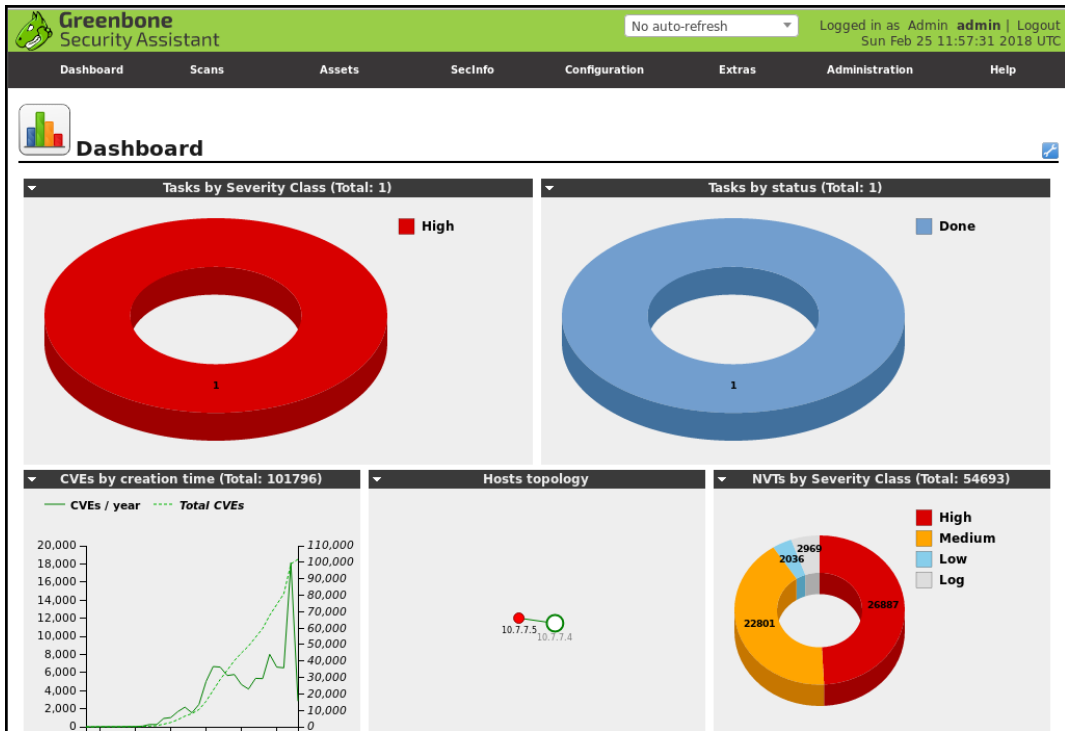 Greenbone
Security Assistant
No auto-refresh
Logged in as Admin admin | Logout
Sun Feb 25 11:57:31 2018 UTC
Dashboard Scans Assets SecInfo Configuration Extras Administration Help
Dashboard
Tasks by Severity Class (Total: 1)
High
1
Tasks by status (Total: 1)
Done
1
CVEs by creation time (Total: 101796)
CVEs / year Total CVEs
20,000
18,000
16,000
14,000
12,000
10,000
8,000
6,000
4,000
2,000
0
110,000
100,000
90,000
80,000
70,000
60,000
50,000
40,000
30,000
20,000
10,000
0
Hosts topology
10.7.7.5
10.7.7.4
NVTs by Severity Class (Total: 54693)
High
Medium
Low
Log
2969
2036
26887
22801